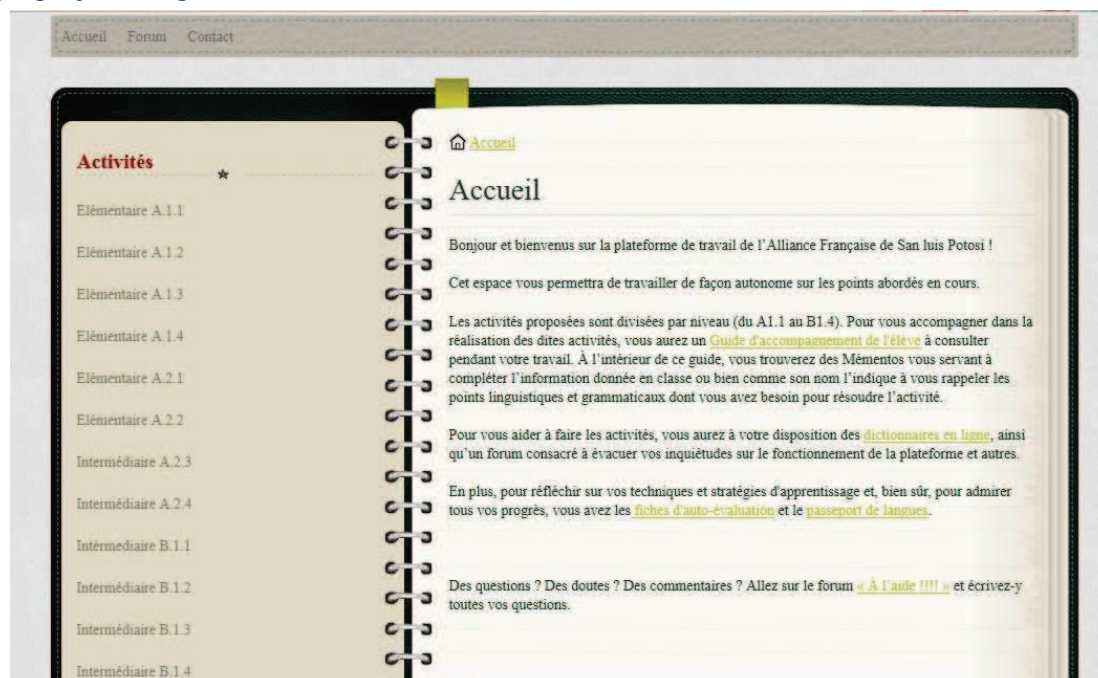 Accueil Forum Contact
Activités
Elémentaire A.1.1
Elémentaire A.1.2
Elémentaire A.1.3
Elémentaire A.1.4
Elémentaire A.2.1
Elémentaire A.2.2
Intermédiaire A.2.3
Intermédiaire A.2.4
Intérmediaire B.1.1
Intermédiaire B.1.2
Intermédiaire B.1.3
Intermédiaire B.1.4
Accueil
Accueil
Bonjour et bienvenus sur la plateforme de travail de l’Alliance Française de San luis Potosi !
Cet espace vous permettra de travailler de façon autonome sur les points abordés en cours.
Les activités proposées sont divisées par niveau (du A1.1 au B1.4). Pour vous accompagner dans la
réalisation des dites activités, vous aurez un Guide d'accompagnement de l'élève à consulter
pendant votre travail. À l’intérieur de ce guide, vous trouverez des Mémentos vous servant à
compléter l’information donnée en classe ou bien comme son nom l’indique à vous rappeler les
points linguistiques et grammaticaux dont vous avez besoin pour résoudre l’activité.
Pour vous aider à faire les activités, vous aurez à votre disposition des dictionnaires en ligne, ainsi
qu’un forum consacré à évacuer vos inquiétudes sur le fonctionnement de la plateforme et autres.
En plus, pour réfléchir sur vos techniques et stratégies d'apprentissage et, bien sûr, pour admirer
tous vos progrès, vous avez les fiches d'auto-évaluation et le passeport de langues.
Des questions ? Des doutes ? Des commentaires ? Allez sur le forum « À l’aide !!!! » et écrivez-y
toutes vos questions.